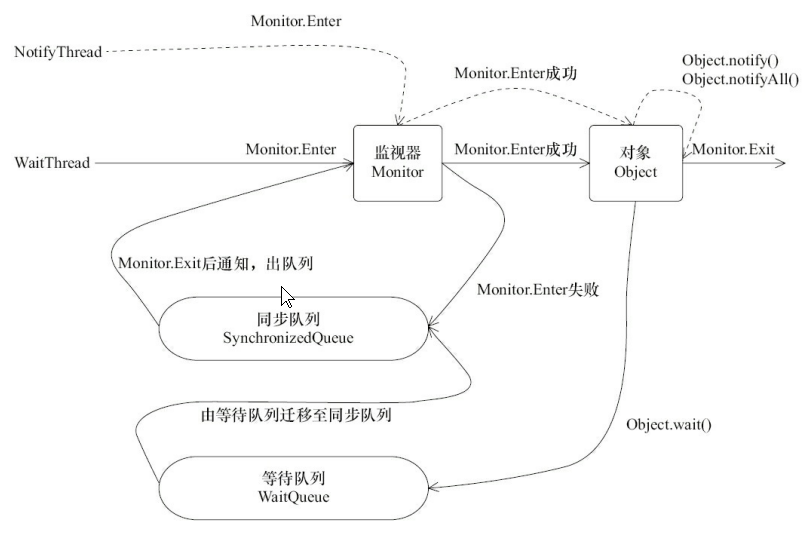 Monitor.Enter
NotifyThread
Object.notify()
Object.notifyAll()
Monitor.Enter成功
WaitThread
Monitor.Enter
监视器
Monitor
Monitor.Enter成功
对象
Object
Monitor.Exit
Monitor.Exit后通知，出队列
Monitor.Enter失败
同步队列
SynchronizedQueue
由等待队列迁移至同步队列
Object.wait()
等待队列
WaitQueue